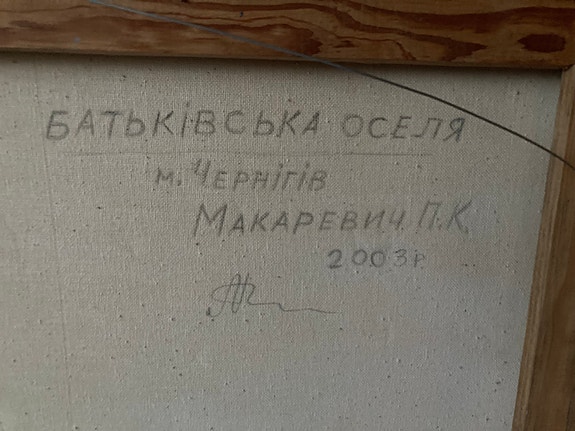 БАТЬКІВСЬКА ОСЕЛЯ
м. ЧЕРНІГІВ
МАКАРЕВИЧ П.К.
2003р.